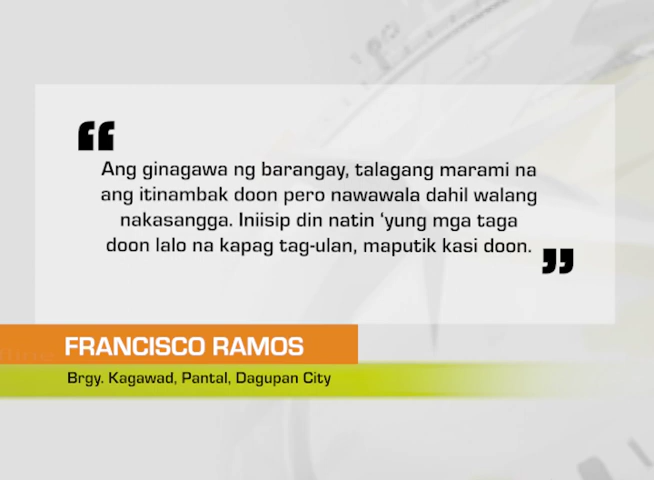 “
Ang ginagawa ng barangay, talagang marami na
ang itinambak doon pero nawawala dahil walang
nakasangga. Iniisip din natin ‘yung mga taga
doon lalo na kapag tag-ulan, maputik kasi doon.
”
FRANCISCO RAMOS
Brgy. Kagawad, Pantal, Dagupan City